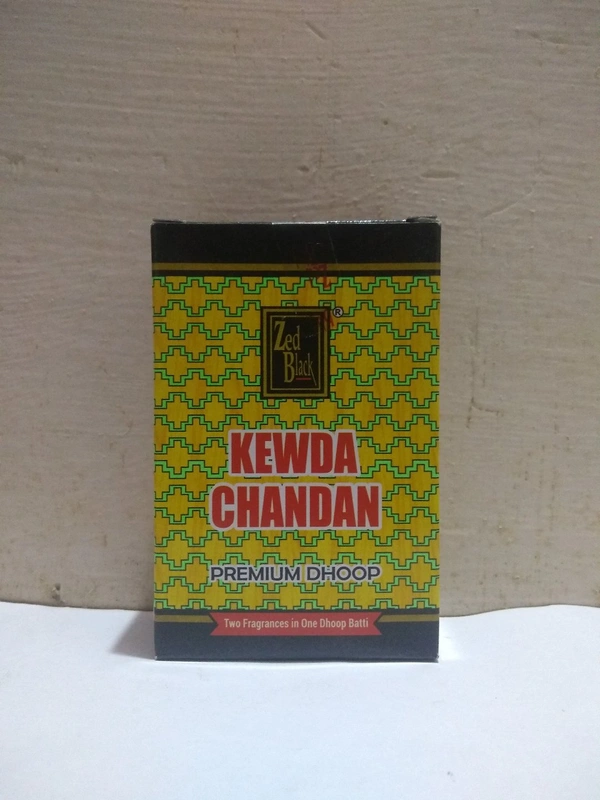 Zed
Black
®
KEWDA
CHANDAN
PREMIUM DHOOP
Two Fragrances in One Dhoop Batti